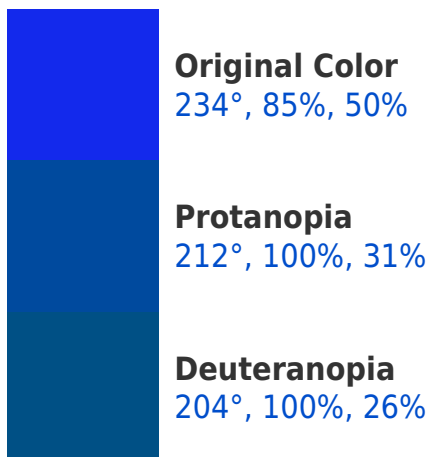 Original Color
234°, 85%, 50%
Protanopia
212°, 100%, 31%
Deuteranopia
204°, 100%, 26%